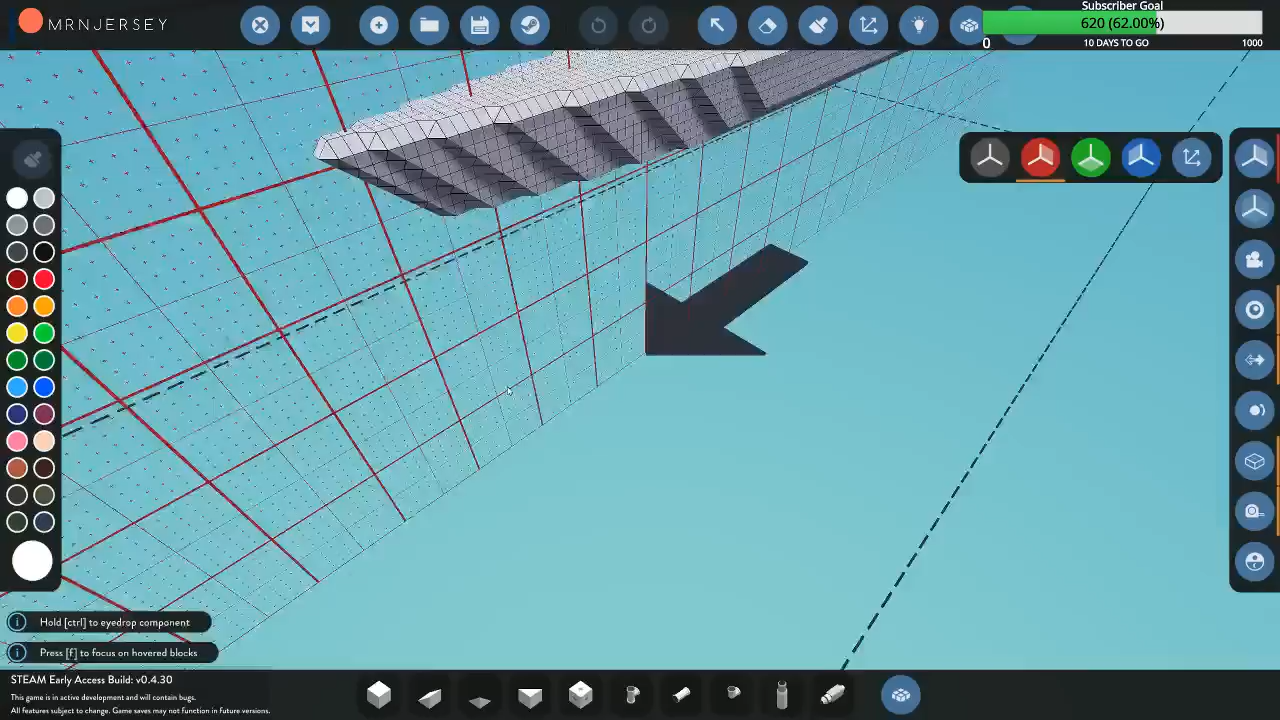 MRNJERSEY
Subscriber Goal
620 (62.00%)
0
10 DAYS TO GO
1000
Hold [ctrl] to eyedrop component
Press [f] to focus on hovered blocks
STEAM Early Access Build: v0.4.30
This game is in active development and will contain bugs.
All features subject to change. Game saves may not function in future versions.